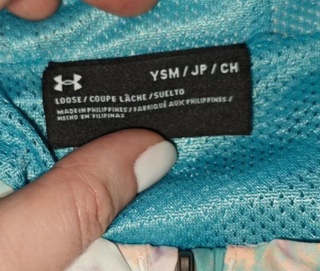 YSM / JP / CH
LOOSE / COUPE LÂCHE / SUELTO
MADE IN PHILIPPINES / FABRIQUÉ AUX PHILIPPINES /
HECHO EN FILIPINAS